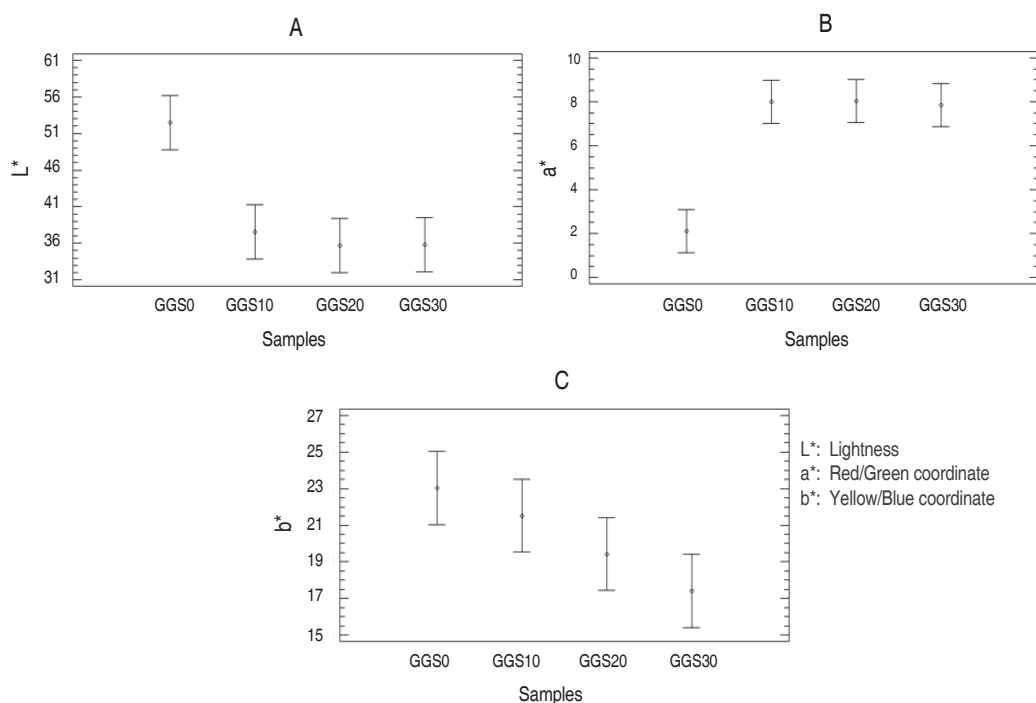 A
61
56
51
46
41
36
31
L*
GGS0 GGS10 GGS20 GGS30
Samples
B
10
8
6
4
2
0
a*
GGS0 GGS10 GGS20 GGS30
Samples
C
27
25
23
21
19
17
15
b*
GGS0 GGS10 GGS20 GGS30
Samples
L*: Lightness
a*: Red/Green coordinate
b*: Yellow/Blue coordinate